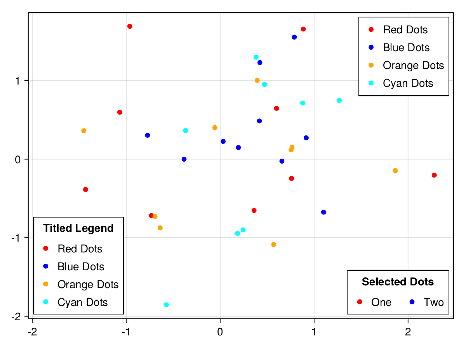 Red Dots
Blue Dots
Orange Dots
Cyan Dots
1
0
-1
-2
Titled Legend
Red Dots
Blue Dots
Orange Dots
Cyan Dots
Selected Dots
One Two
-2 -1 0 1 2